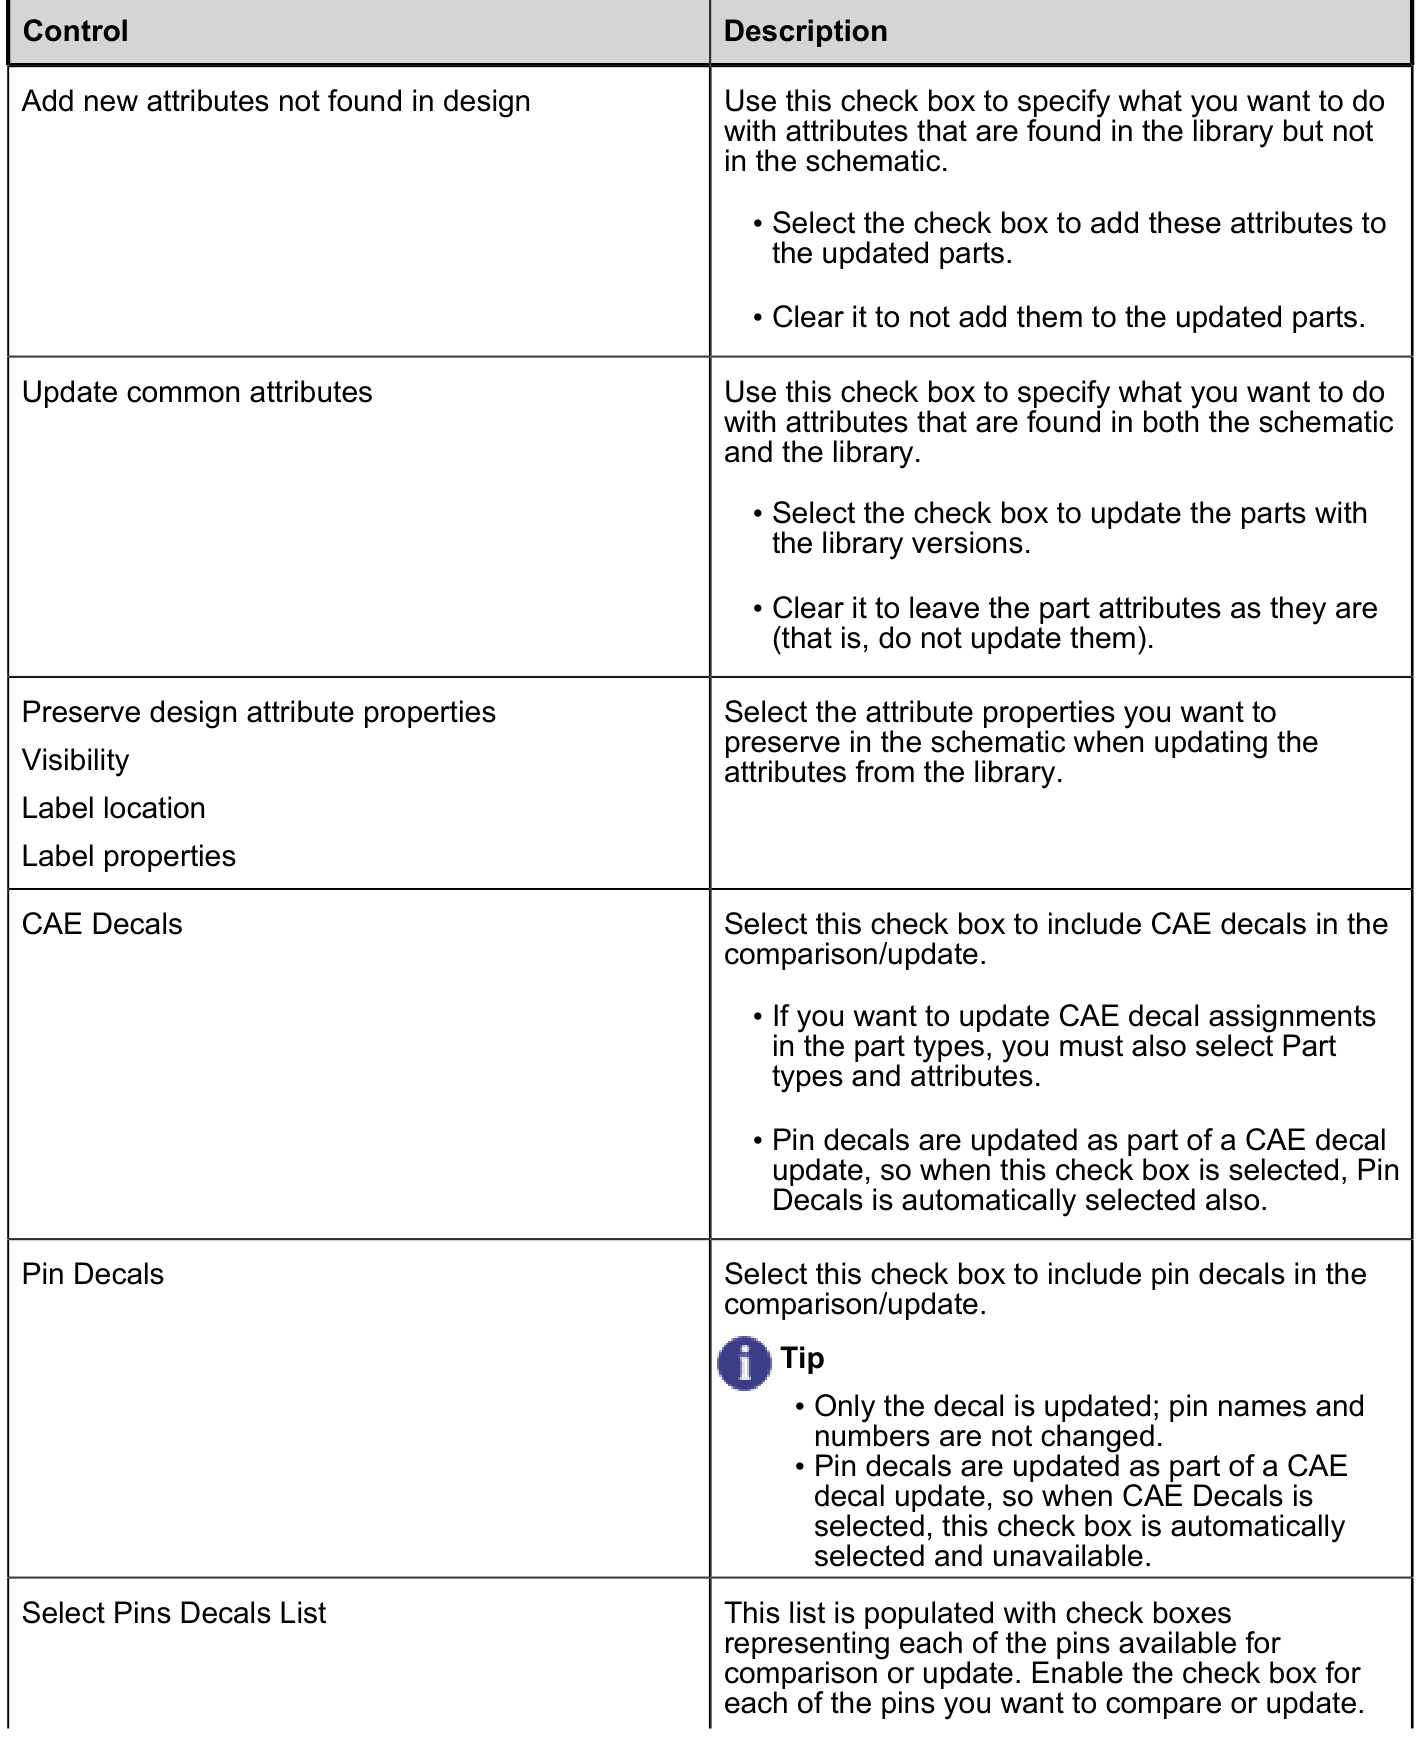 Control
Description
Add new attributes not found in design
Use this check box to specify what you want to do
with attributes that are found in the library but not
in the schematic.
• Select the check box to add these attributes to
the updated parts.
• Clear it to not add them to the updated parts.
Update common attributes
Use this check box to specify what you want to do
with attributes that are found in both the schematic
and the library.
• Select the check box to update the parts with
the library versions.
• Clear it to leave the part attributes as they are
(that is, do not update them).
Preserve design attribute properties
Visibility
Label location
Label properties
Select the attribute properties you want to
preserve in the schematic when updating the
attributes from the library.
CAE Decals
Select this check box to include CAE decals in the
comparison/update.
• If you want to update CAE decal assignments
in the part types, you must also select Part
types and attributes.
• Pin decals are updated as part of a CAE decal
update, so when this check box is selected, Pin
Decals is automatically selected also.
Pin Decals
Select this check box to include pin decals in the
comparison/update.
i Tip
• Only the decal is updated; pin names and
numbers are not changed.
• Pin decals are updated as part of a CAE
decal update, so when CAE Decals is
selected, this check box is automatically
selected and unavailable.
Select Pins Decals List
This list is populated with check boxes
representing each of the pins available for
comparison or update. Enable the check box for
each of the pins you want to compare or update.